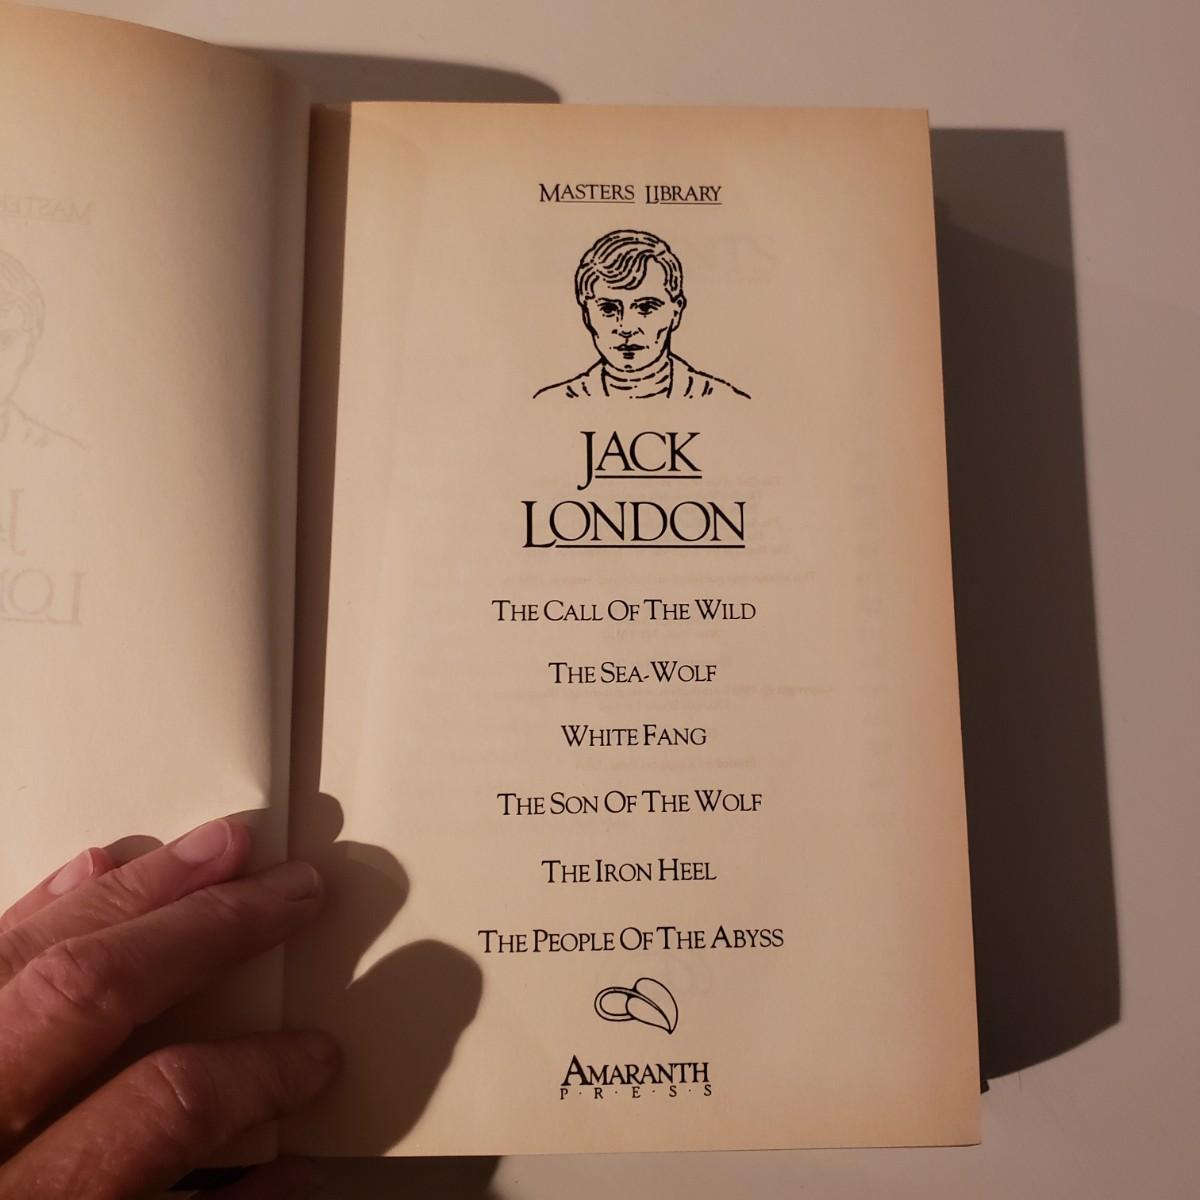 MASTERS LIBRARY
JACK
LONDON
THE CALL OF THE WILD
THE SEA-WOLF
WHITE FANG
THE SON OF THE WOLF
THE IRON HEEL
THE PEOPLE OF THE ABYSS
AMARANTH
P·R·E·S·S